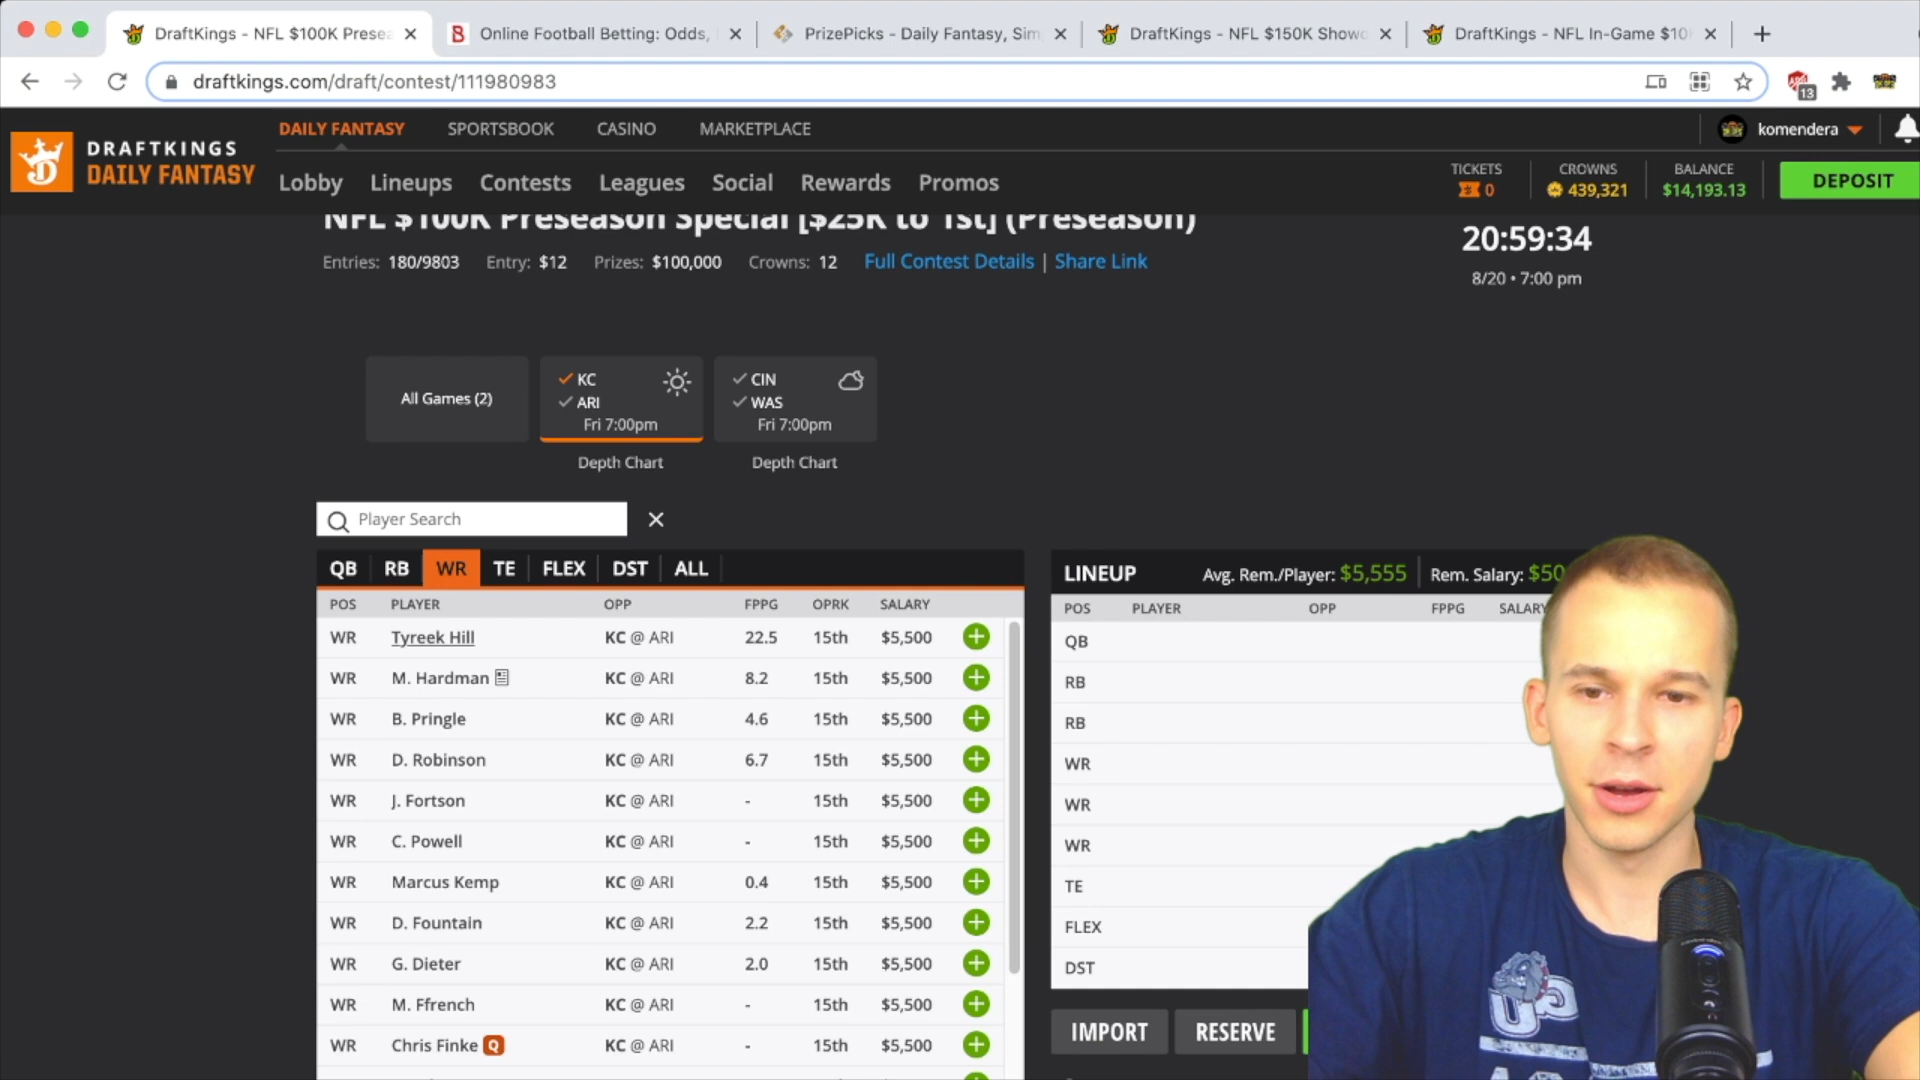 DraftKings - NFL $100K Prese
Online Football Betting: Odds,
PrizePicks - Daily Fantasy, Sim
DraftKings - NFL $150K Showd
DraftKings - NFL In-Game $10
draftkings.com/draft/contest/111980983
13
DRAFTKINGS
DAILY FANTASY
DAILY FANTASY SPORTSBOOK CASINO MARKETPLACE
komendera
Lobby Lineups Contests Leagues Social Rewards Promos
TICKETS
0
CROWNS
439,321
BALANCE
$14,193.13
DEPOSIT
NFL $100K Preseason Special [$25K to 1st] (Preseason)
Entries: 180/9803 Entry: $12 Prizes: $100,000 Crowns: 12 Full Contest Details | Share Link
20:59:34
8/20 • 7:00 pm
All Games (2)
KC
ARI
Fri 7:00pm
Depth Chart
CIN
WAS
Fri 7:00pm
Depth Chart
Player Search
QB RB WR TE FLEX DST ALL
POS PLAYER OPP FPPG OPRK SALARY
WR Tyreek Hill KC @ ARI 22.5 15th $5,500
WR M. Hardman KC @ ARI 8.2 15th $5,500
WR B. Pringle KC @ ARI 4.6 15th $5,500
WR D. Robinson KC @ ARI 6.7 15th $5,500
WR J. Fortson KC @ ARI - 15th $5,500
WR C. Powell KC @ ARI - 15th $5,500
WR Marcus Kemp KC @ ARI 0.4 15th $5,500
WR D. Fountain KC @ ARI 2.2 15th $5,500
WR G. Dieter KC @ ARI 2.0 15th $5,500
WR M. Ffrench KC @ ARI - 15th $5,500
WR Chris Finke Q KC @ ARI - 15th $5,500
LINEUP Avg. Rem./Player: $5,555 Rem. Salary: $50
POS PLAYER OPP FPPG SALARY
QB
RB
RB
WR
WR
WR
TE
FLEX
DST
IMPORT RESERVE